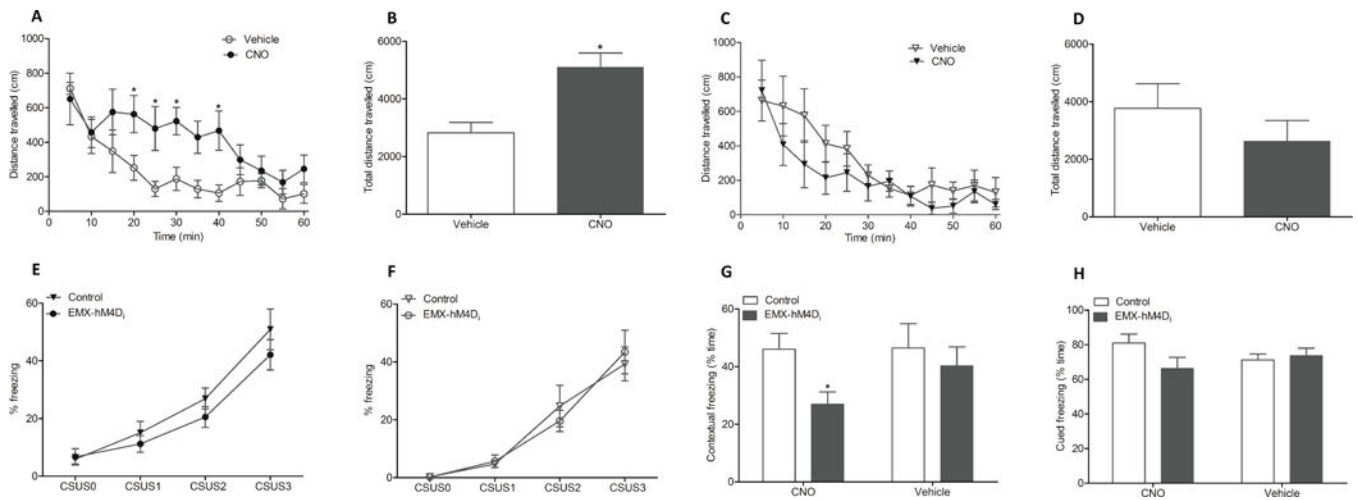 A
Vehicle
CNO
Distance travelled (cm)
1000
800
600
400
200
0
* * * *
0 10 20 30 40 50 60
Time (min)
B
Total distance travelled (cm)
6000
4000
2000
0
*
Vehicle CNO
C
Vehicle
CNO
Distance travelled (cm)
1000
800
600
400
200
0
0 10 20 30 40 50 60
Time (min)
D
Total distance travelled (cm)
6000
4000
2000
0
Vehicle CNO
E
Control
EMX-hM4Di
% freezing
60
40
20
0
CSUS0 CSUS1 CSUS2 CSUS3
F
Control
EMX-hM4Di
% freezing
60
40
20
0
CSUS0 CSUS1 CSUS2 CSUS3
G
Control
EMX-hM4Di
Contextual freezing (% time)
60
40
20
0
*
CNO Vehicle
H
Control
EMX-hM4Di
Cued freezing (% time)
100
80
60
40
20
0
CNO Vehicle